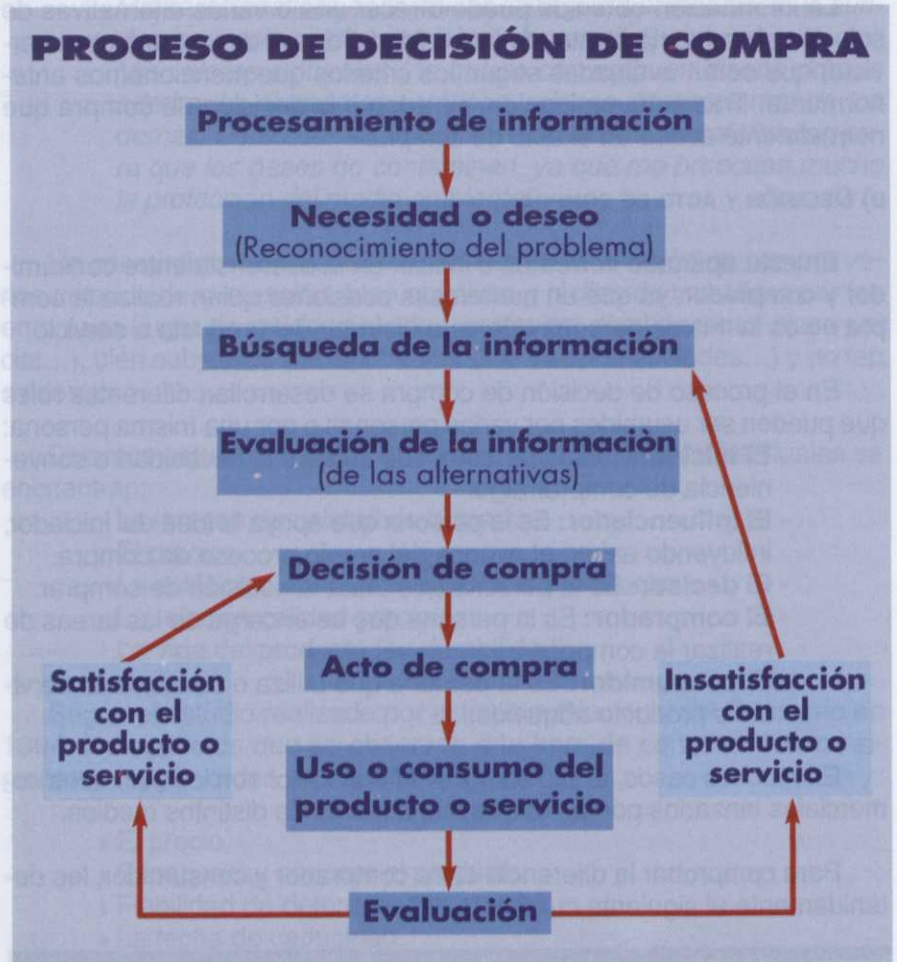 PROCESO DE DECISIÓN DE COMPRA
Procesamiento de información
Necesidad o deseo
(Reconocimiento del problema)
Búsqueda de la información
Evaluación de la información
(de las alternativas)
Decisión de compra
Acto de compra
Satisfacción
con el
producto o
servicio
Insatisfacción
con el
producto o
servicio
Uso o consumo del
producto o servicio
Evaluación